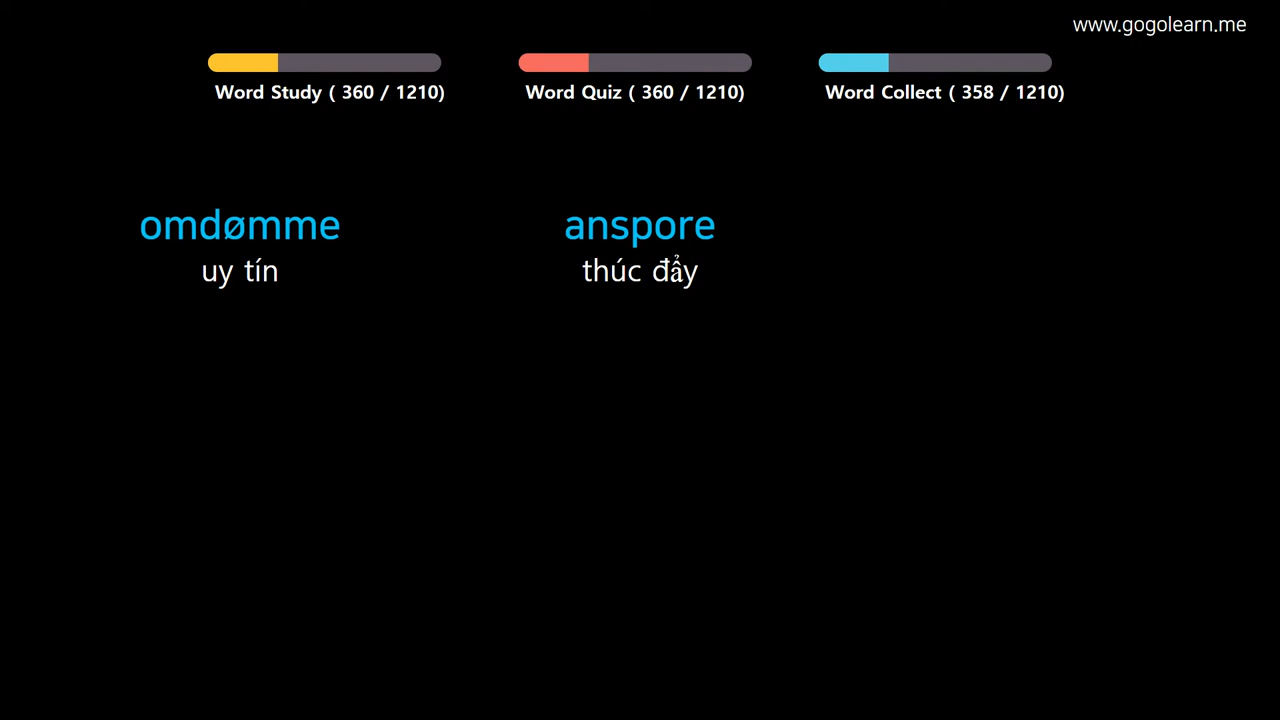 www.gogolearn.me
Word Study ( 360 / 1210)
Word Quiz ( 360 / 1210)
Word Collect ( 358 / 1210)
omdømme
uy tín
anspore
thúc đẩy